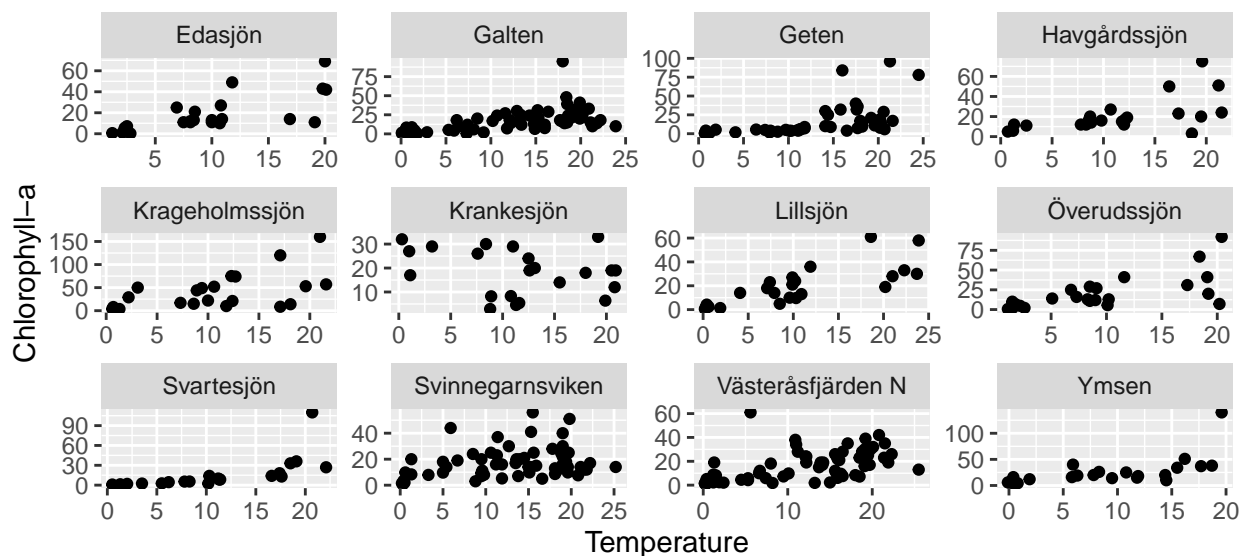 Edasjön Galten Geten Havgårdssjön
60 75 100 60
40 50 75 40
20 25 50 20
0 0 25 0
0
5 10 15 20 0 5 10 15 20 25 0 5 10 15 20 25 5 10 15 20
Krageholmssjön Krankesjön Lillsjön Överudssjön
150 30 60 75
100 20 40 50
50 10 20 25
0 0 0
0 5 10 15 20 0 5 10 15 20 0 5 10 15 20 25 0 5 10 15 20
Svartesjön Svinnegarnsviken Västeråsfjärden N Ymsen
90 40 60 100
60 20 40 50
30 0 20 0
0 0
0 5 10 15 20 0 5 10 15 20 25 0 5 10 15 20 25 0 5 10 15 20
Chlorophyll−a
Temperature